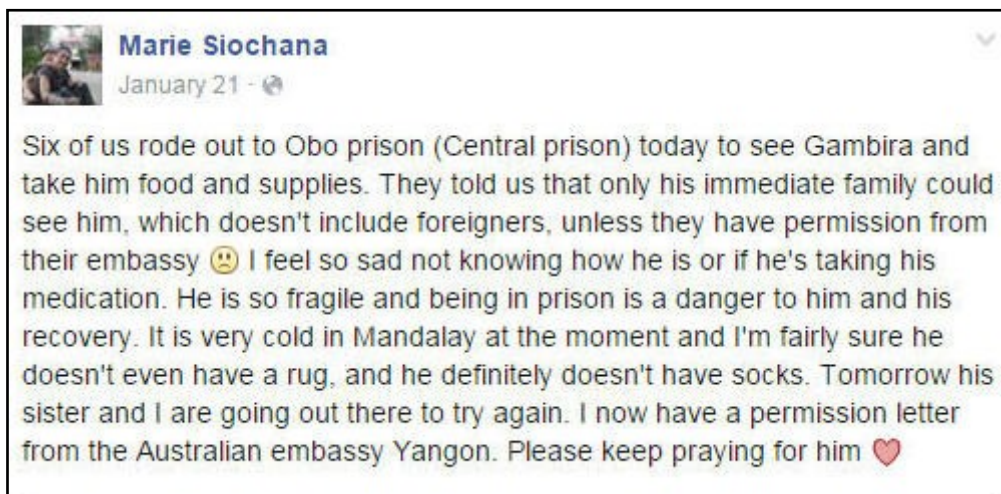 Marie Siochana
January 21 ·
Six of us rode out to Obo prison (Central prison) today to see Gambira and
take him food and supplies. They told us that only his immediate family could
see him, which doesn't include foreigners, unless they have permission from
their embassy 🙁 I feel so sad not knowing how he is or if he's taking his
medication. He is so fragile and being in prison is a danger to him and his
recovery. It is very cold in Mandalay at the moment and I'm fairly sure he
doesn't even have a rug, and he definitely doesn't have socks. Tomorrow his
sister and I are going out there to try again. I now have a permission letter
from the Australian embassy Yangon. Please keep praying for him ❤